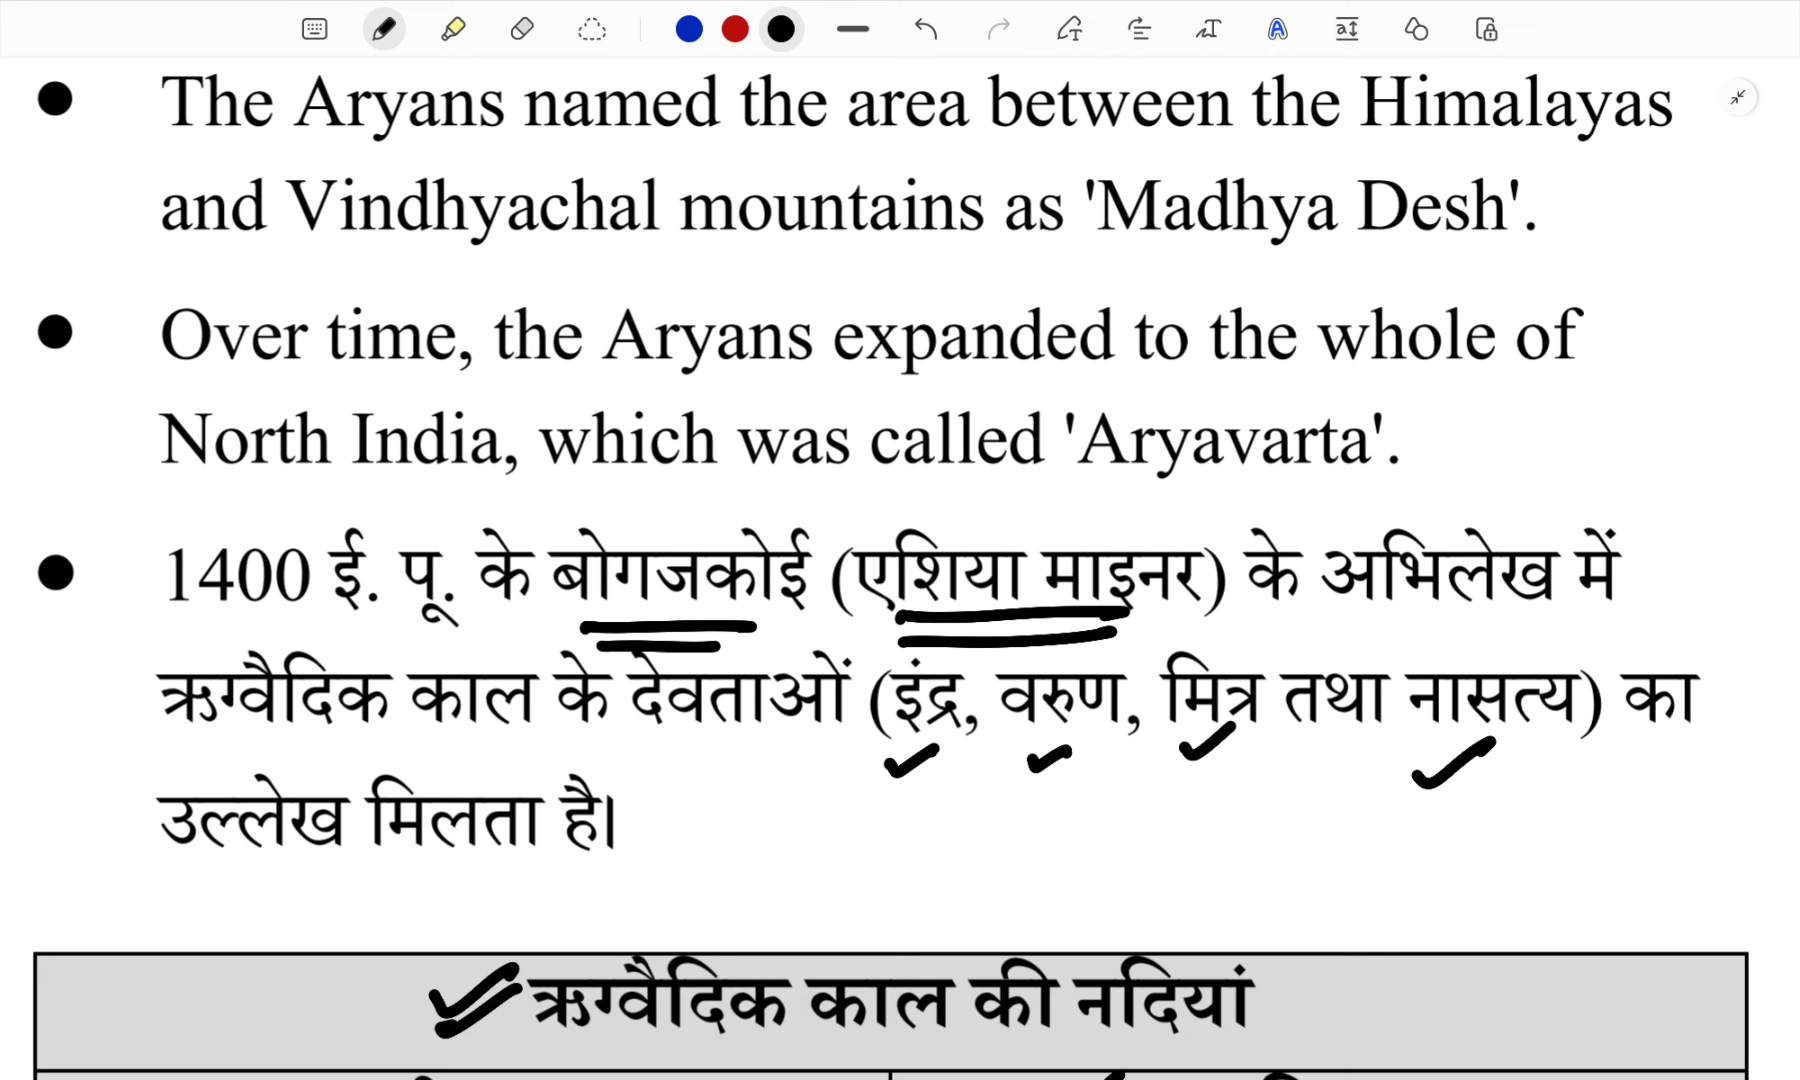 ● The Aryans named the area between the Himalayas
and Vindhyachal mountains as 'Madhya Desh'.
● Over time, the Aryans expanded to the whole of
North India, which was called 'Aryavarta'.
● 1400 ई. पू. के बोगजकोई (एशिया माइनर) के अभिलेख में
ऋग्वैदिक काल के देवताओं (इंद्र, वरुण, मित्र तथा नासत्य) का
उल्लेख मिलता है।
ऋग्वैदिक काल की नदियां